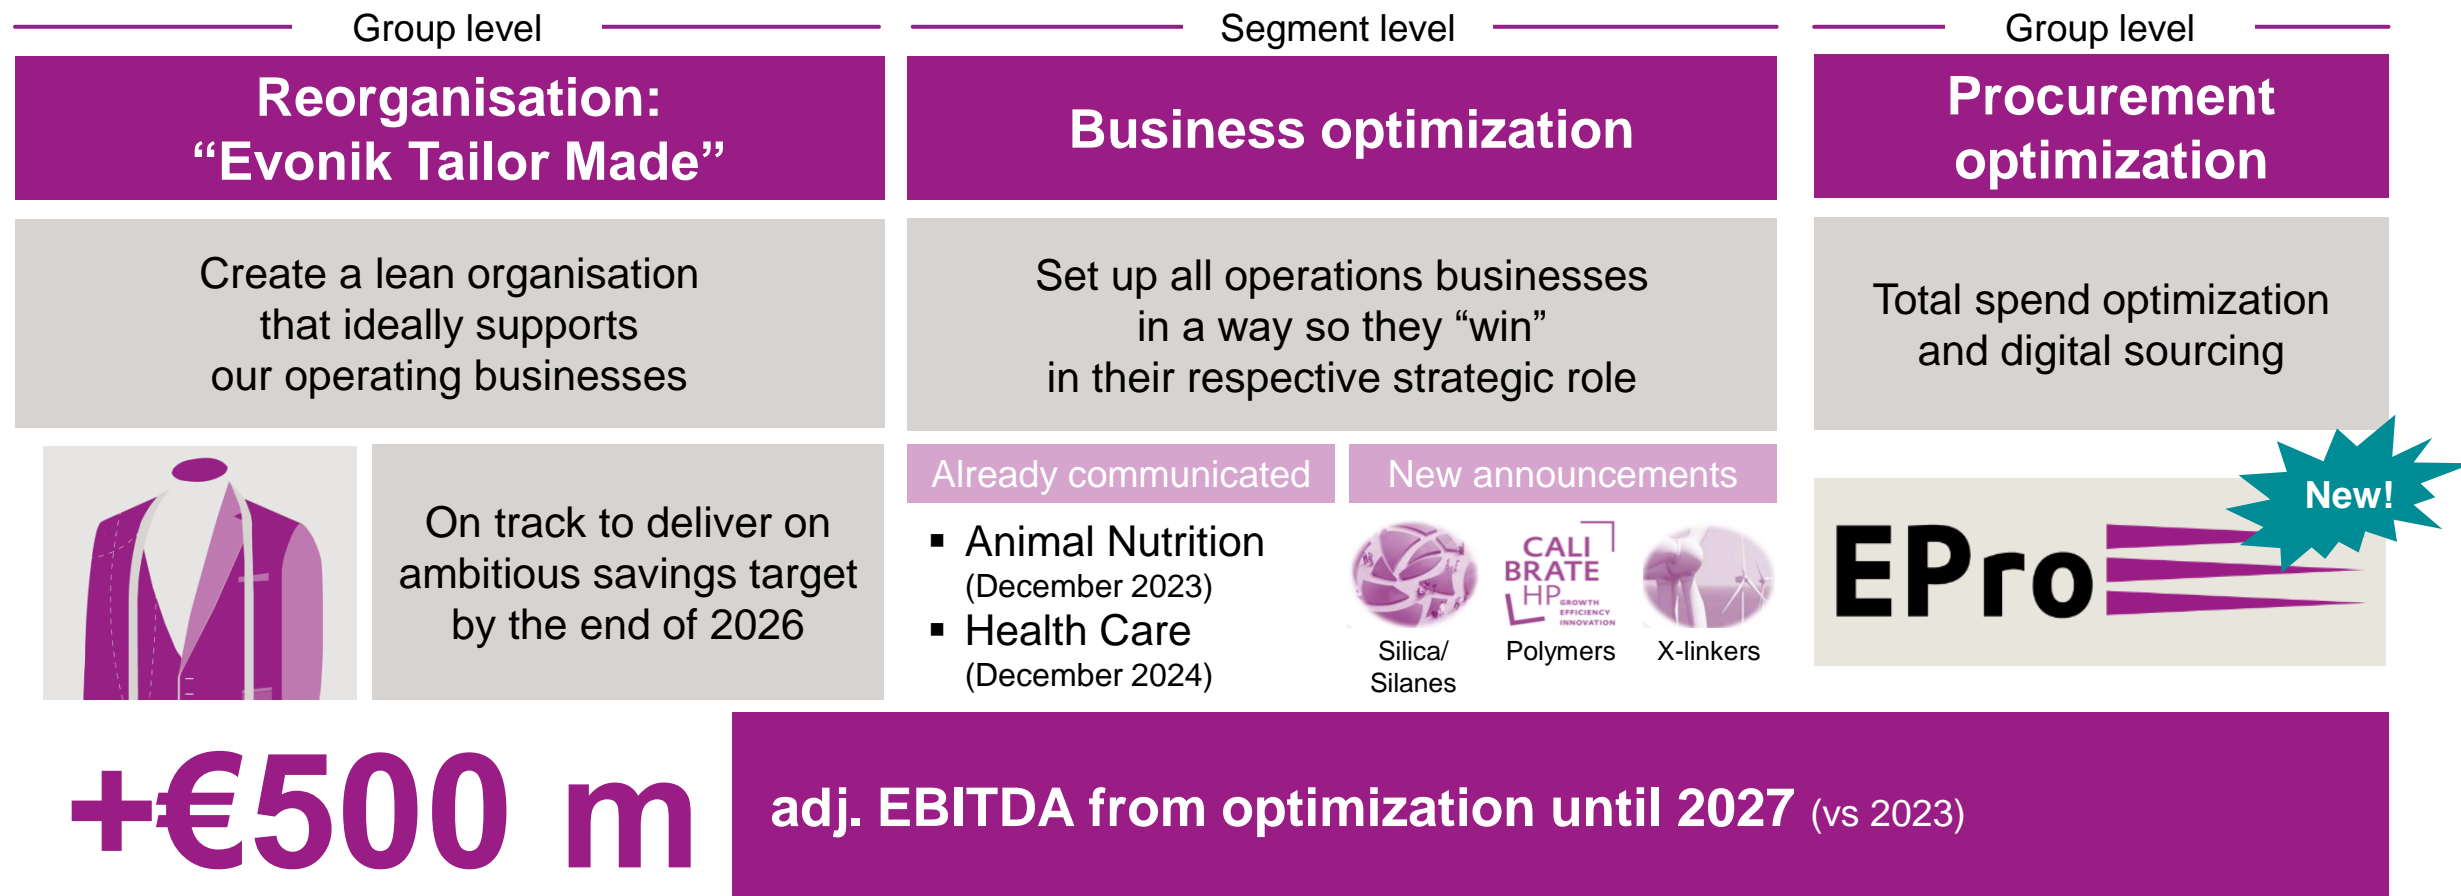 Group level
Reorganisation:
“Evonik Tailor Made”
Create a lean organisation
that ideally supports
our operating businesses
On track to deliver on
ambitious savings target
by the end of 2026
Segment level
Business optimization
Set up all operations businesses
in a way so they “win”
in their respective strategic role
Already communicated
▪ Animal Nutrition
(December 2023)
▪ Health Care
(December 2024)
New announcements
Silica/
Silanes
CALI
BRATE
HP
GROWTH
EFFICIENCY
INNOVATION
Polymers
X-linkers
Group level
Procurement
optimization
Total spend optimization
and digital sourcing
New!
EPro
+€500 m
adj. EBITDA from optimization until 2027 (vs 2023)